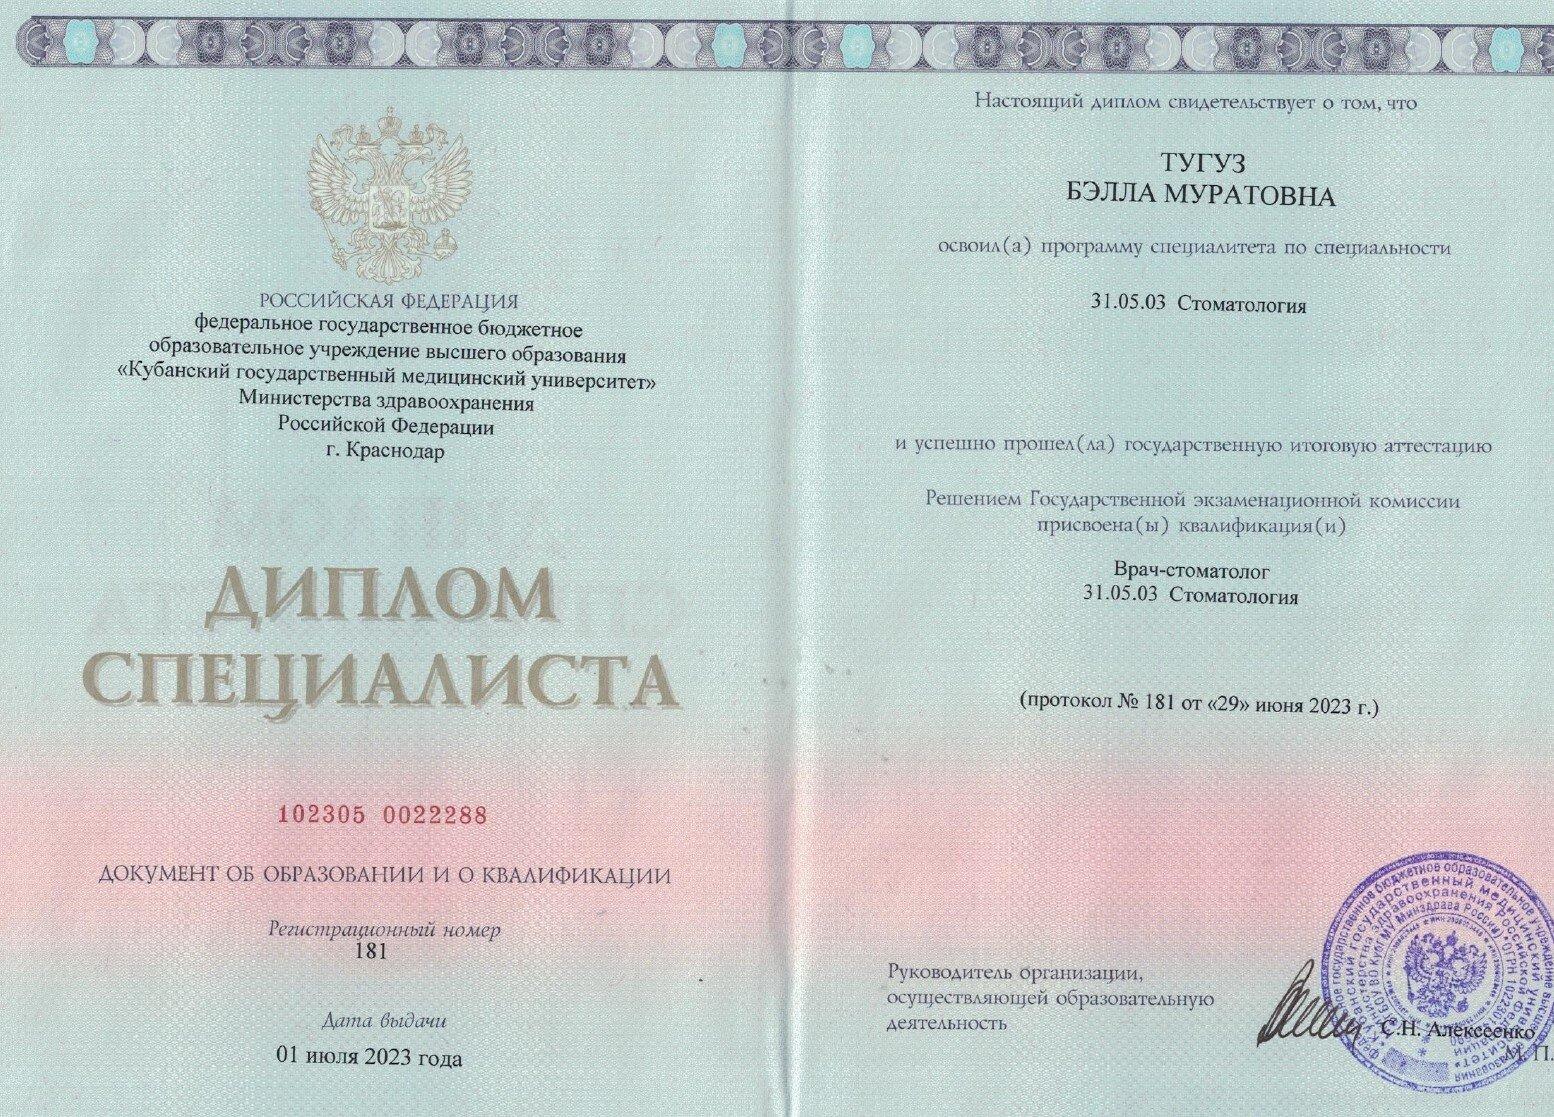 РОССИЙСКАЯ ФЕДЕРАЦИЯ
федеральное государственное бюджетное
образовательное учреждение высшего образования
«Кубанский государственный медицинский университет»
Министерства здравоохранения
Российской Федерации
г. Краснодар
ДИПЛОМ
СПЕЦИАЛИСТА
102305 0022288
ДОКУМЕНТ ОБ ОБРАЗОВАНИИ И О КВАЛИФИКАЦИИ
Регистрационный номер
181
Дата выдачи
01 июля 2023 года
Настоящий диплом свидетельствует о том, что
ТУГУЗ
БЭЛЛА МУРАТОВНА
освоил(а) программу специалитета по специальности
31.05.03 Стоматология
и успешно прошел(ла) государственную итоговую аттестацию
Решением Государственной экзаменационной комиссии
присвоена(ы) квалификация(и)
Врач-стоматолог
31.05.03 Стоматология
(протокол № 181 от «29» июня 2023 г.)
Руководитель организации,
осуществляющей образовательную
деятельность
С.Н. Алексеенко
М. П.